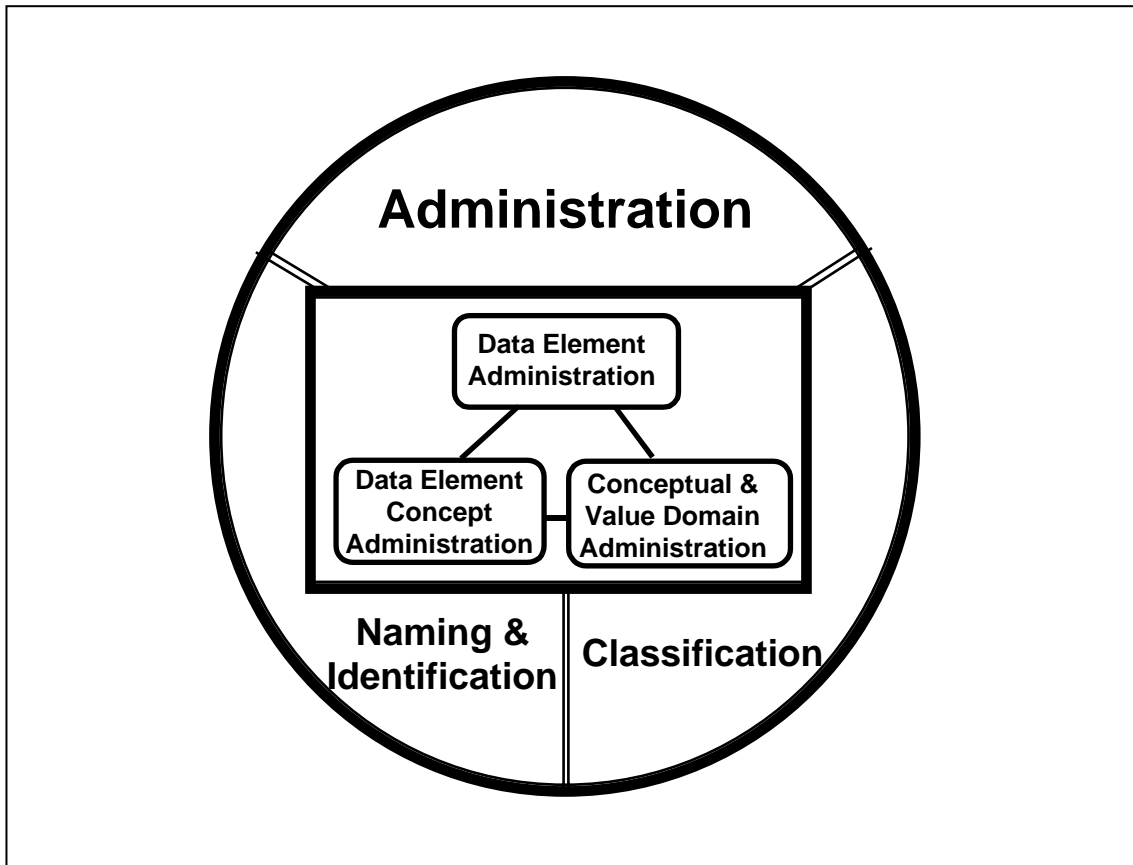 Administration
Data Element
Administration
Data Element
Concept
Administration
Conceptual &
Value Domain
Administration
Naming &
Identification
Classification